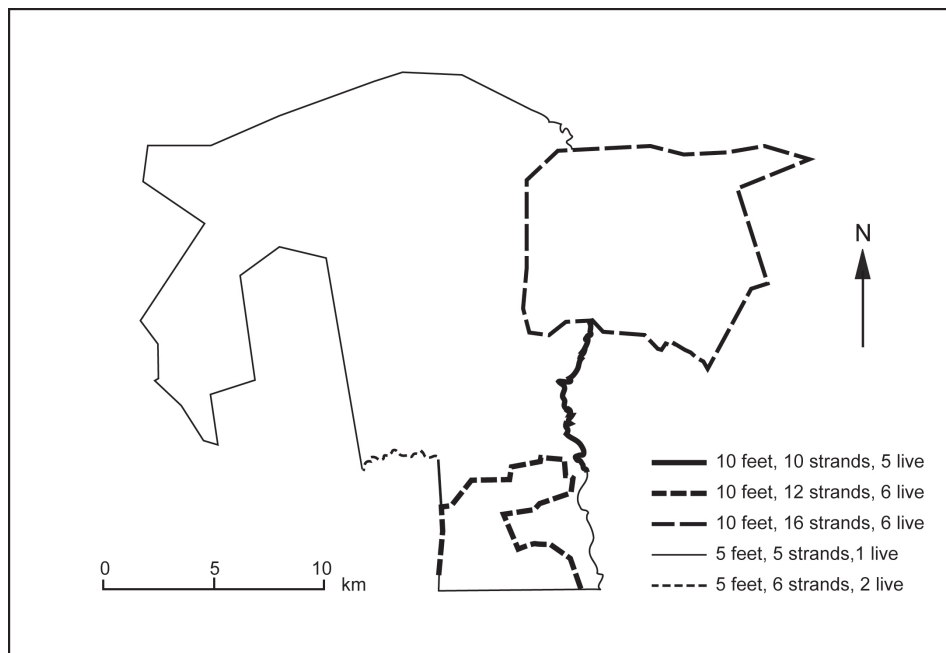 N
10 feet, 10 strands, 5 live
10 feet, 12 strands, 6 live
10 feet, 16 strands, 6 live
5 feet, 5 strands,1 live
5 feet, 6 strands, 2 live
0 5 10
km